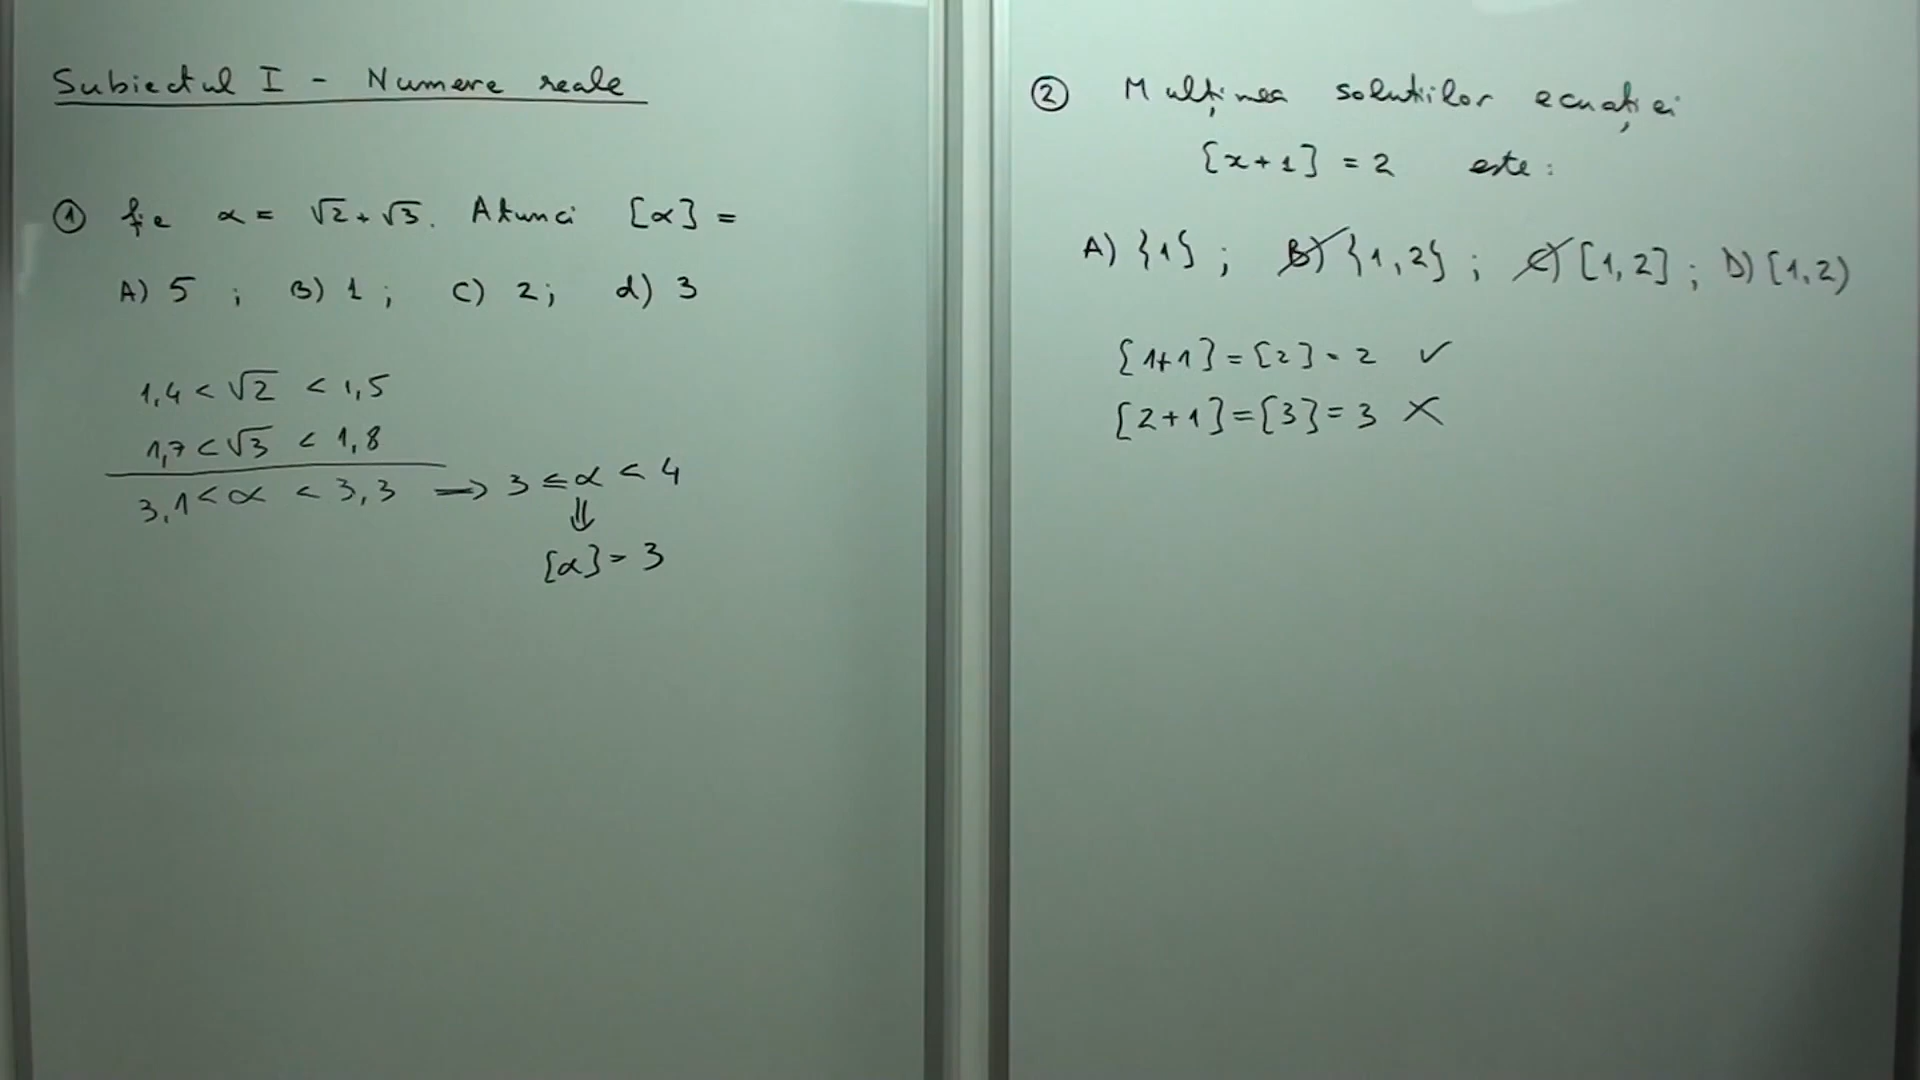 Subiectul I - Numere reale
① fie α = √2 + √3. Atunci [α] =
A) 5 ; B) 1 ; C) 2 ; d) 3
1,4 < √2 < 1,5
1,7 < √3 < 1,8
3,1 < α < 3,3 ⟹ 3 ≤ α < 4
⇓
[α] = 3
② Mulțimea solutiilor ecuației
[x+1] = 2 este :
A) {1} ; B) {1,2} ; C) [1,2] ; D) [1,2)
[1+1] = [2] = 2 ✓
[2+1] = [3] = 3 ✗